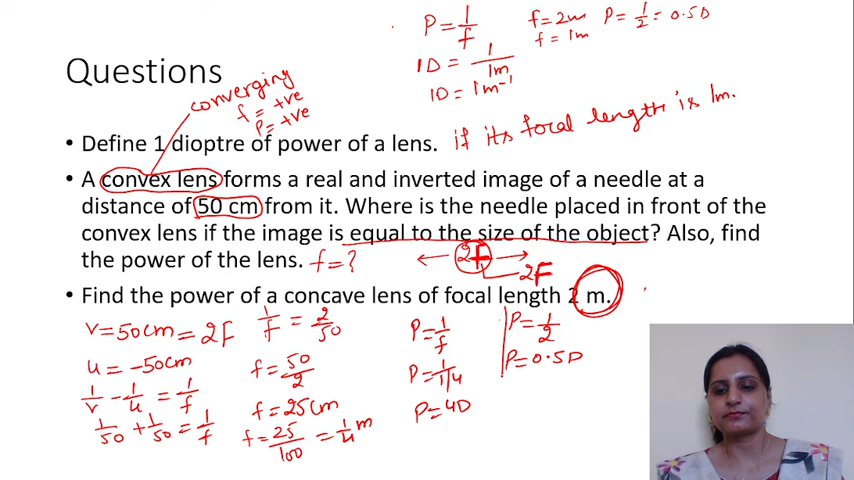 P = 1/f
f = 2m P = 1/2 = 0.5D
f = 1m
1D = 1/1m
1D = 1m⁻¹
Questions
converging
f = +ve
P = +ve
• Define 1 dioptre of power of a lens. if its focal length is 1m.
• A convex lens forms a real and inverted image of a needle at a
distance of 50 cm from it. Where is the needle placed in front of the
convex lens if the image is equal to the size of the object? Also, find
the power of the lens. f = ? ← 2F → 2F
• Find the power of a concave lens of focal length 2 m.
v = 50cm = 2F
u = -50cm
1/v - 1/u = 1/f
1/50 + 1/50 = 1/f
1/f = 2/50
f = 50/2
f = 25cm
f = 25/100 = 1/4 m
P = 1/f
P = 1/1/4
P = 4D
P = 1/2
P = 0.5D